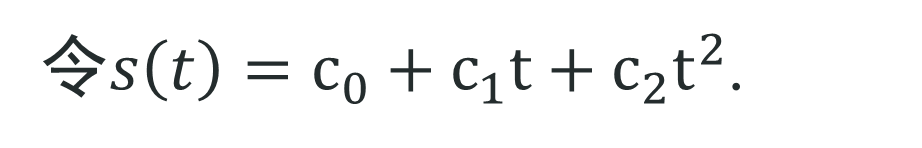 令s(t) = c₀ + c₁t + c₂t².